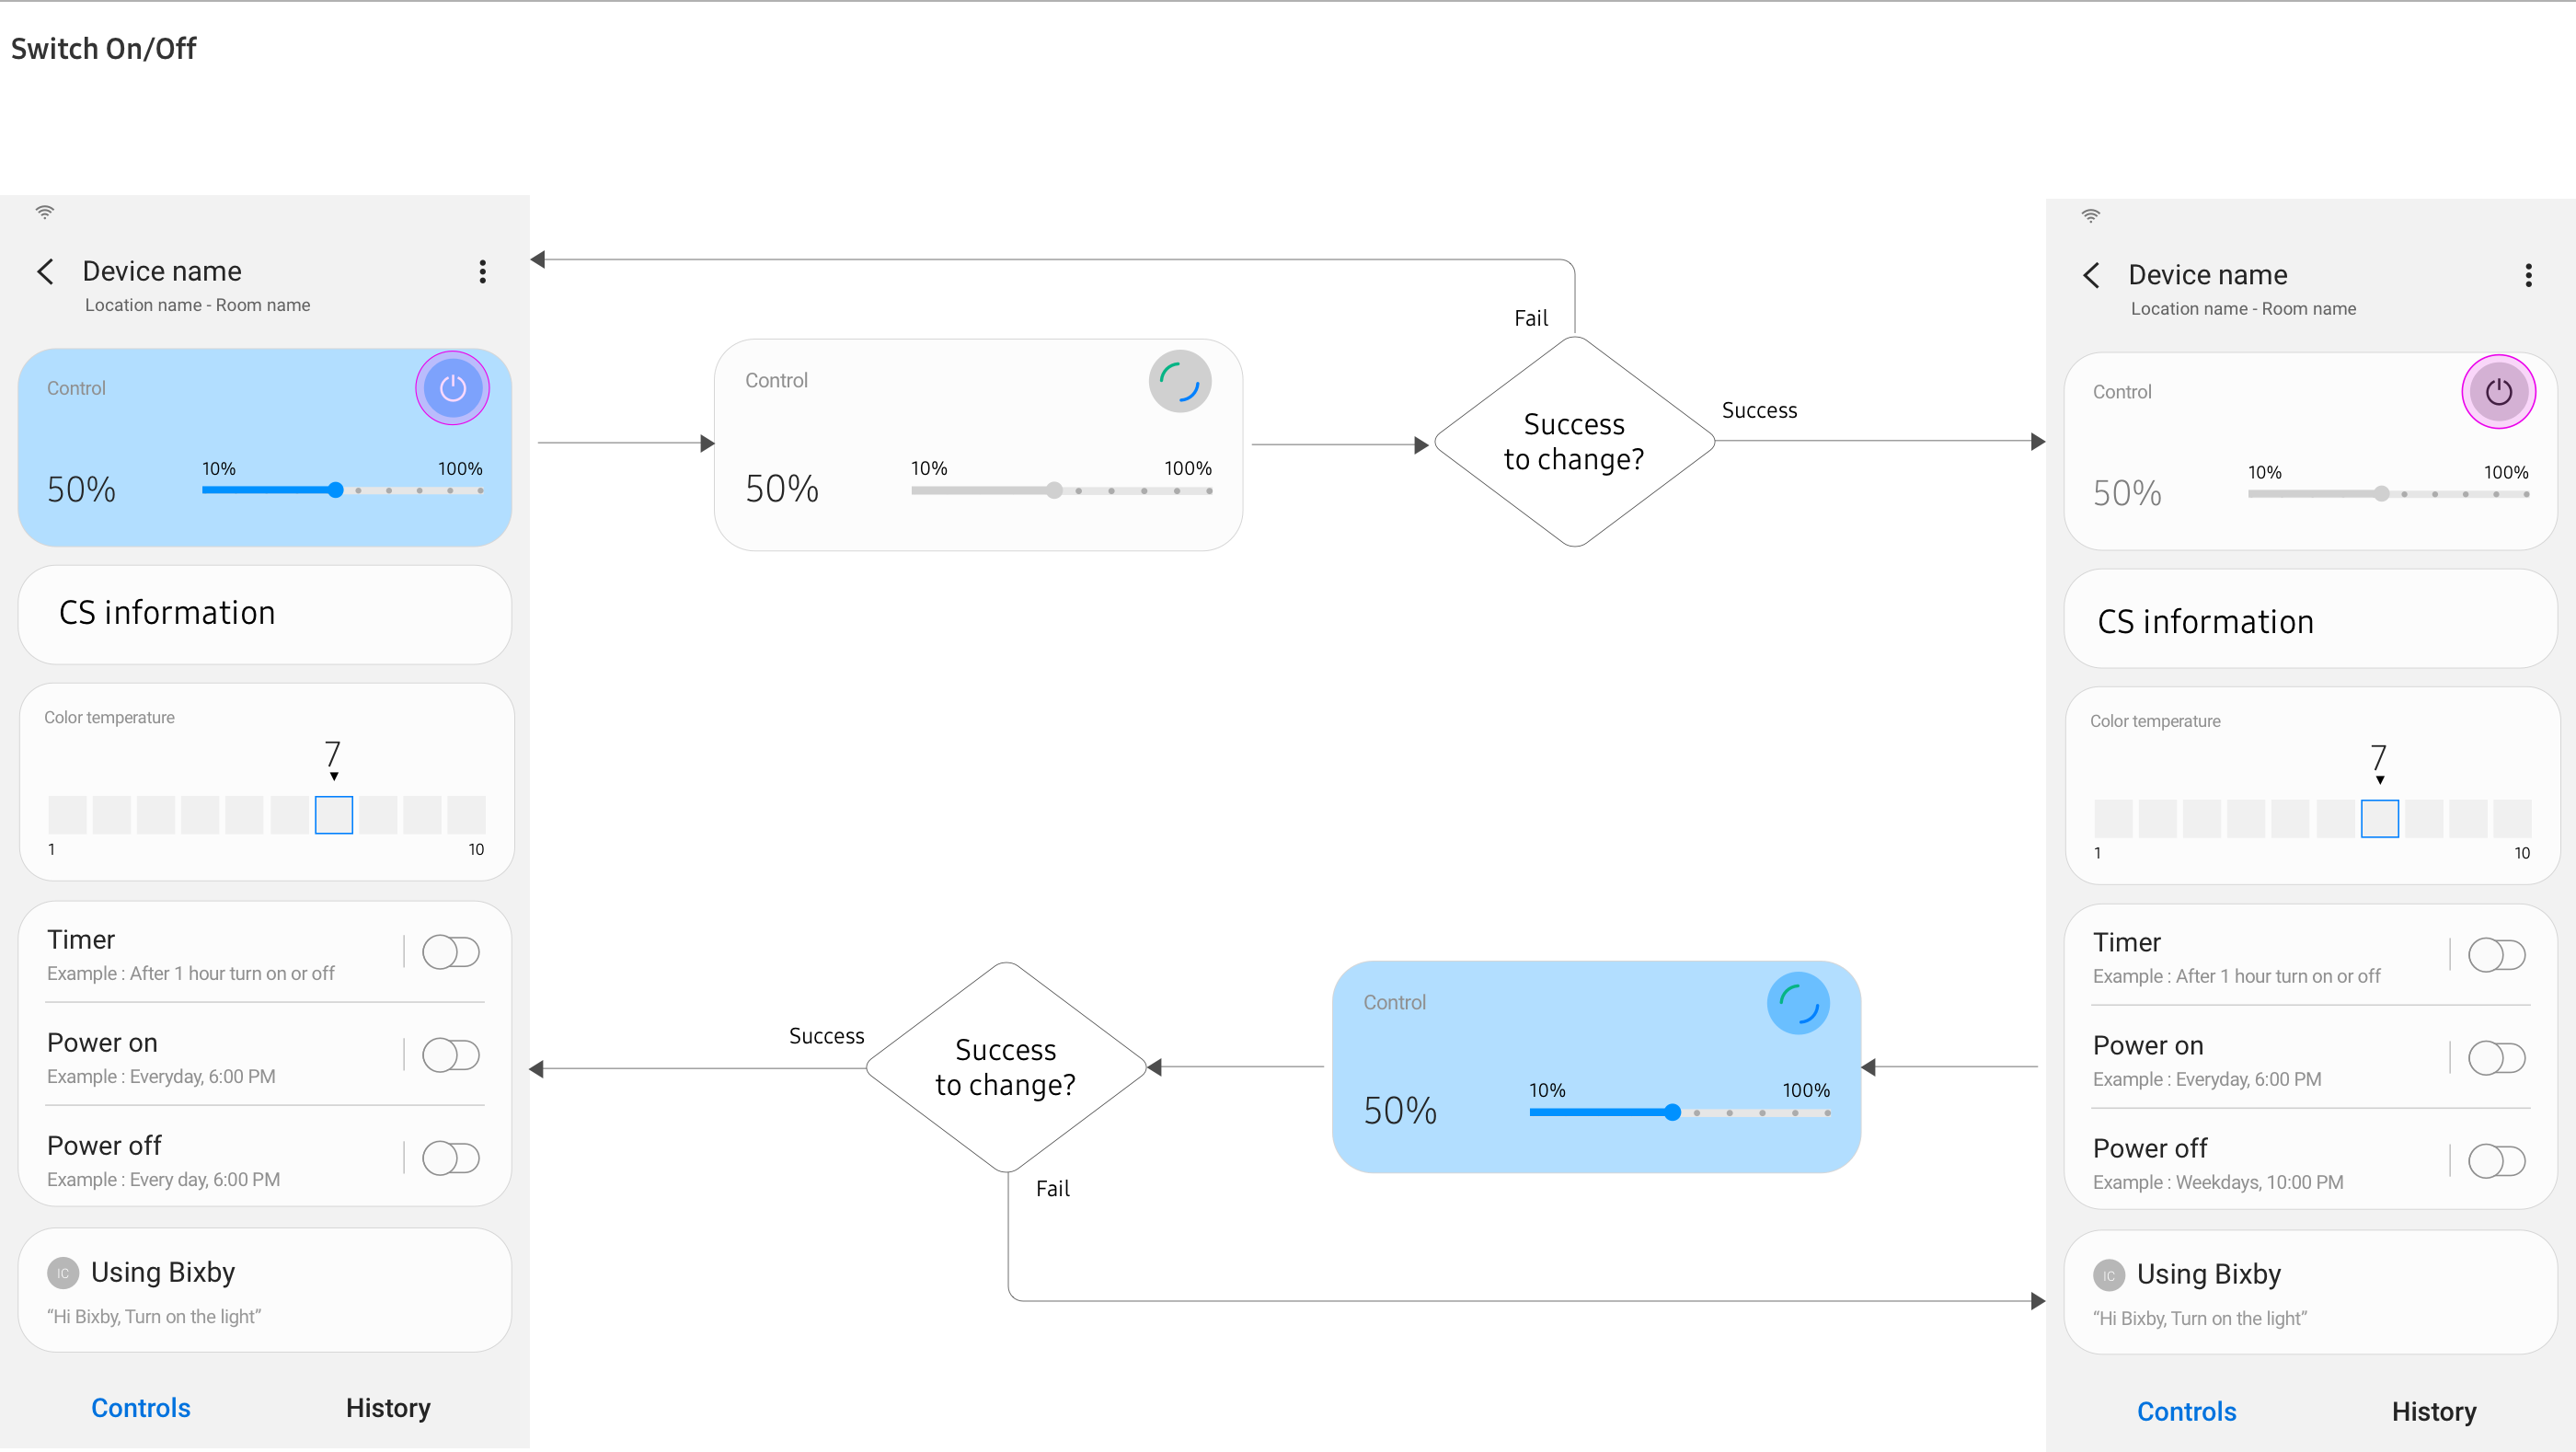 Switch On/Off
Device name
Location name - Room name
Control
50%
10%
100%
CS information
Color temperature
7
1
10
Timer
Example : After 1 hour turn on or off
Power on
Example : Everyday, 6:00 PM
Power off
Example : Every day, 6:00 PM
IC
Using Bixby
“Hi Bixby, Turn on the light”
Controls
History
Control
50%
10%
100%
Fail
Success
to change?
Success
Success
Success
to change?
Fail
Control
50%
10%
100%
Device name
Location name - Room name
Control
50%
10%
100%
CS information
Color temperature
7
1
10
Timer
Example : After 1 hour turn on or off
Power on
Example : Everyday, 6:00 PM
Power off
Example : Weekdays, 10:00 PM
IC
Using Bixby
“Hi Bixby, Turn on the light”
Controls
History